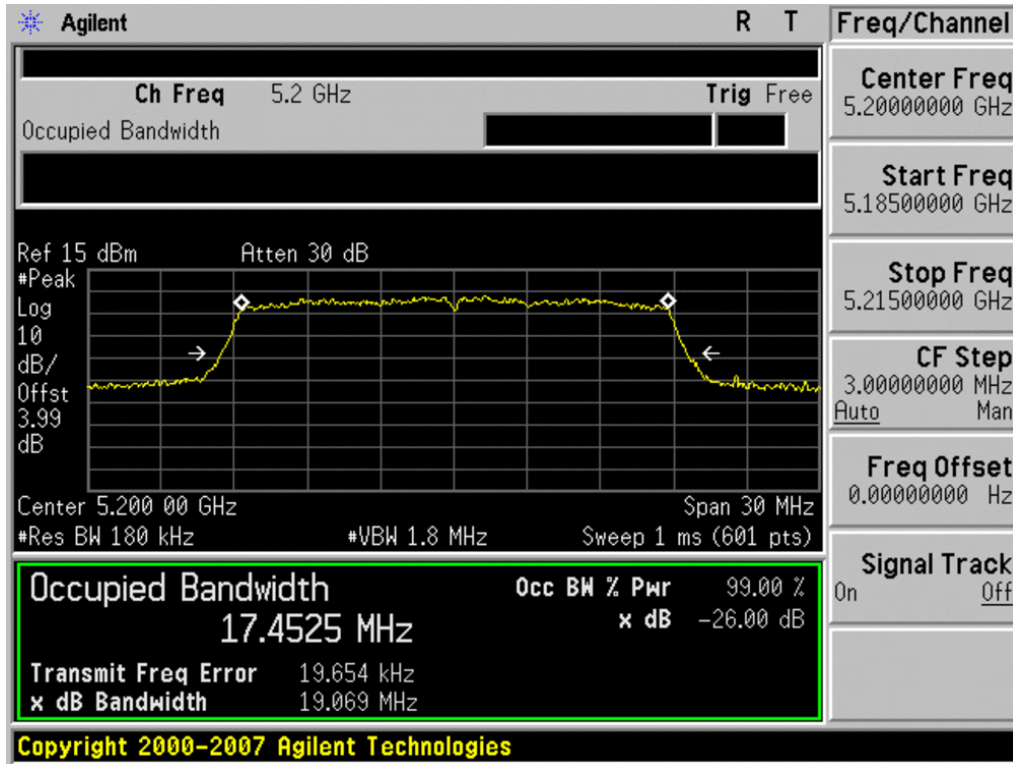 Agilent
R T
Ch Freq 5.2 GHz
Trig Free
Occupied Bandwidth
Ref 15 dBm
Atten 30 dB
#Peak
Log
10
dB/
Offst
3.99
dB
Center 5.200 00 GHz
Span 30 MHz
#Res BW 180 kHz
#VBW 1.8 MHz
Sweep 1 ms (601 pts)
Occupied Bandwidth
17.4525 MHz
Occ BW % Pwr 99.00 %
x dB -26.00 dB
Transmit Freq Error 19.654 kHz
x dB Bandwidth 19.069 MHz
Copyright 2000-2007 Agilent Technologies
Freq/Channel
Center Freq
5.20000000 GHz
Start Freq
5.18500000 GHz
Stop Freq
5.21500000 GHz
CF Step
3.00000000 MHz
Auto Man
Freq Offset
0.00000000 Hz
Signal Track
On Off